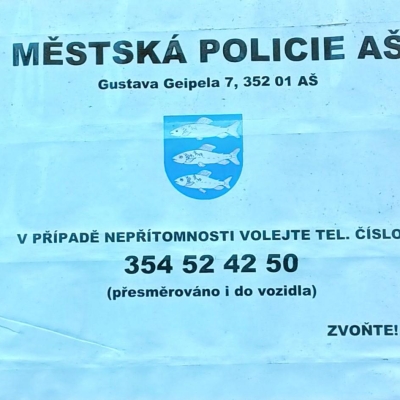 MĚSTSKÁ POLICIE AŠ
Gustava Geipela 7, 352 01 AŠ
V PŘÍPADĚ NEPŘÍTOMNOSTI VOLEJTE TEL. ČÍSLO
354 52 42 50
(přesměrováno i do vozidla)
ZVOŇTE!